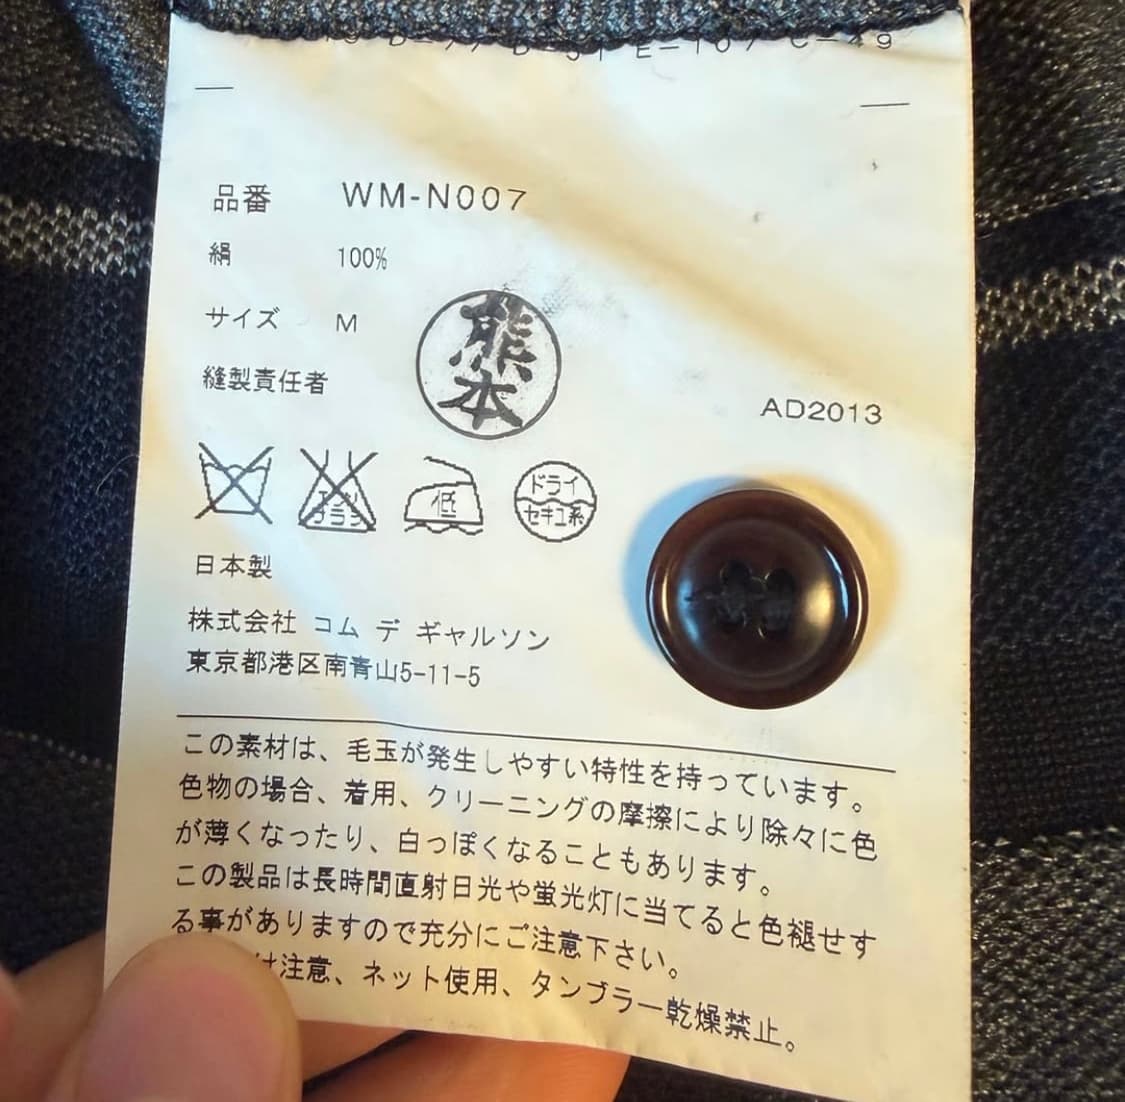 品番 WM-N007
絹 100%
サイズ M
縫製責任者
熊本
AD2013
エンソ
サラシ
低
ドライ
セキユ系
日本製
株式会社 コム デ ギャルソン
東京都港区南青山5-11-5
この素材は、毛玉が発生しやすい特性を持っています。
色物の場合、着用、クリーニングの摩擦により除々に色
が薄くなったり、白っぽくなることもあります。
この製品は長時間直射日光や蛍光灯に当てると色褪せす
る事がありますので充分にご注意下さい。
は注意、ネット使用、タンブラー乾燥禁止。